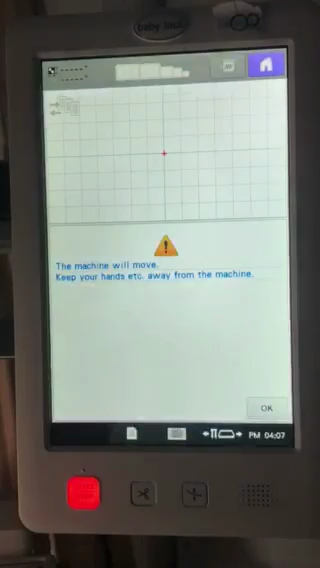 baby lock
The machine will move.
Keep your hands etc. away from the machine.
OK
PM 04:07